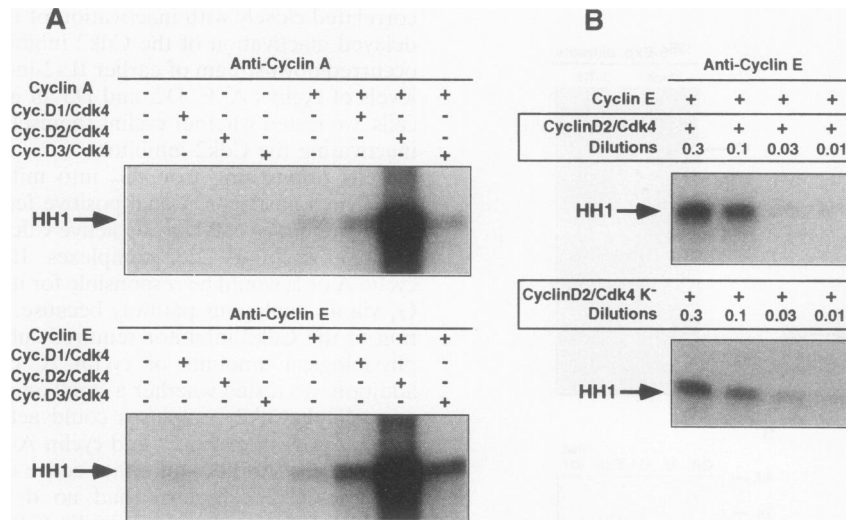 A
Anti-Cyclin A
Cyclin A + + + +
Cyc.D1/Cdk4 + +
Cyc.D2/Cdk4
Cyc.D3/Cdk4 + +
HH1
Anti-Cyclin E
Cyclin E + + + +
Cyc.D1/Cdk4 +
Cyc.D2/Cdk4 + +
Cyc.D3/Cdk4 + +
HH1
B
Anti-Cyclin E
Cyclin E + + + +
CyclinD2/Cdk4 + + + +
Dilutions 0.3 0.1 0.03 0.01
HH1
CyclinD2/Cdk4 K⁻ + + + +
Dilutions 0.3 0.1 0.03 0.01
HH1